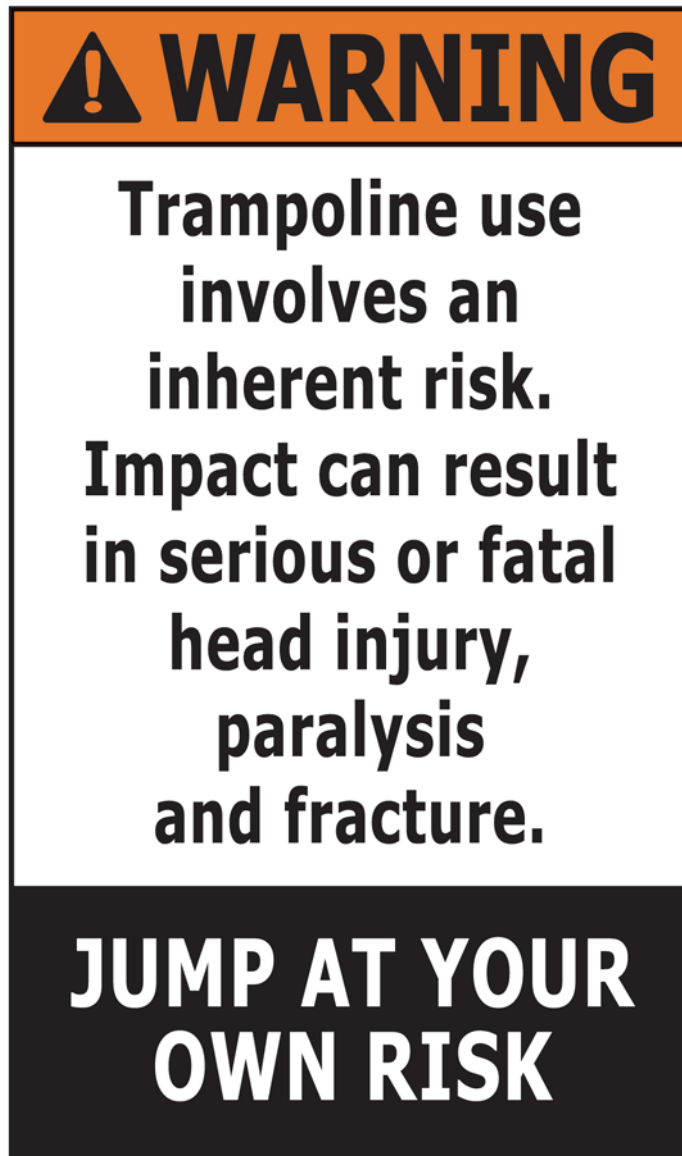 WARNING
Trampoline use
involves an
inherent risk.
Impact can result
in serious or fatal
head injury,
paralysis
and fracture.
JUMP AT YOUR
OWN RISK